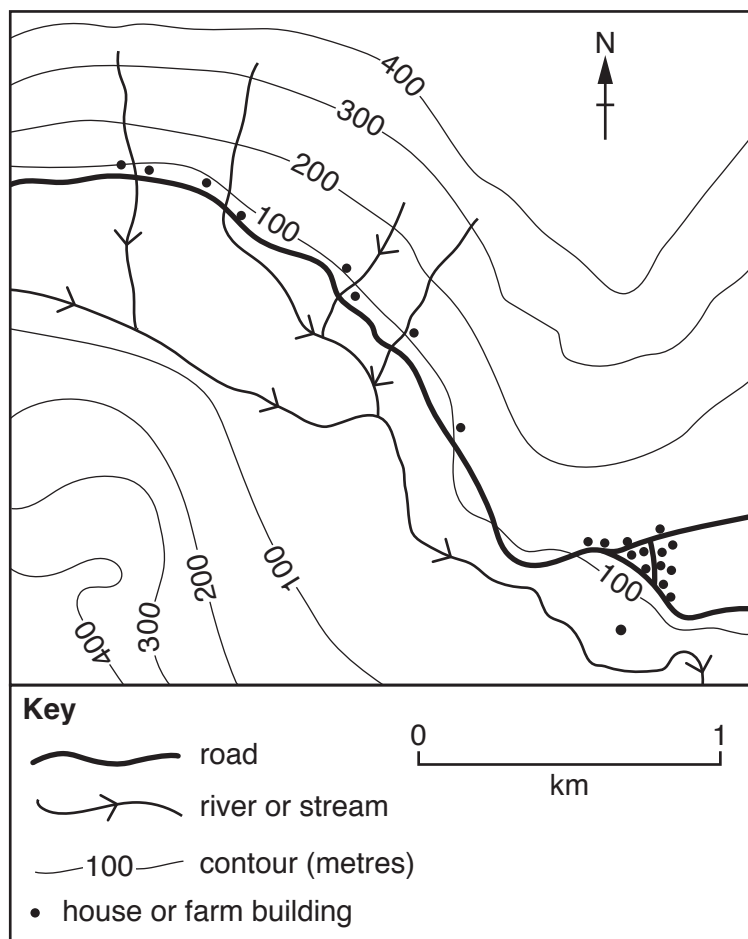 N
400
300
200
100
100
200
100
300
400
Key
road
river or stream
100 contour (metres)
house or farm building
0 1
km